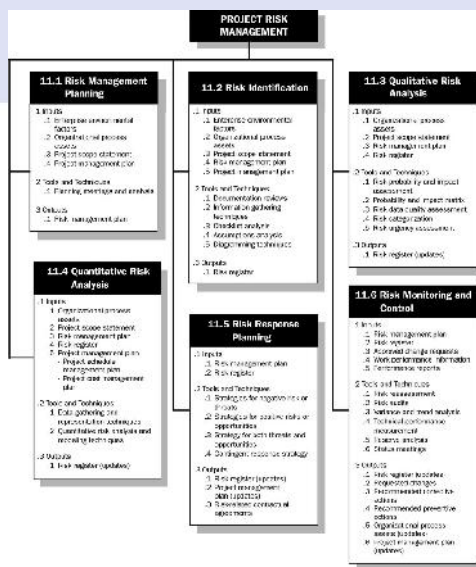 PROJECT RISK
MANAGEMENT
11.1 Risk Management
Planning
.1 Inputs
.1 Enterprise environmental
factors
.2 Organizational process
assets
.3 Project scope statement
.4 Project management plan
.2 Tools and Techniques
.1 Planning meetings and analysis
.3 Outputs
.1 Risk management plan
11.2 Risk Identification
.1 Inputs
.1 Enterprise environmental
factors
.2 Organizational process
assets
.3 Project scope statement
.4 Risk management plan
.5 Project management plan
.2 Tools and Techniques
.1 Documentation reviews
.2 Information gathering
techniques
.3 Checklist analysis
.4 Assumptions analysis
.5 Diagramming techniques
.3 Outputs
.1 Risk register
11.3 Qualitative Risk
Analysis
.1 Inputs
.1 Organizational process
assets
.2 Project scope statement
.3 Risk management plan
.4 Risk register
.2 Tools and Techniques
.1 Risk probability and impact
assessment
.2 Probability and impact matrix
.3 Risk data quality assessment
.4 Risk categorization
.5 Risk urgency assessment
.3 Outputs
.1 Risk register (updates)
11.4 Quantitative Risk
Analysis
.1 Inputs
.1 Organizational process
assets
.2 Project scope statement
.3 Risk management plan
.4 Risk register
.5 Project management plan
- Project schedule
management plan
- Project cost management
plan
.2 Tools and Techniques
.1 Data gathering and
representation techniques
.2 Quantitative risk analysis and
modeling techniques
.3 Outputs
.1 Risk register (updates)
11.5 Risk Response
Planning
.1 Inputs
.1 Risk management plan
.2 Risk register
.2 Tools and Techniques
.1 Strategies for negative risk or
threats
.2 Strategies for positive risks or
opportunities
.3 Strategy for both threats and
opportunities
.4 Contingent response strategy
.3 Outputs
.1 Risk register (updates)
.2 Project management
plan (updates)
.3 Risk-related contractual
agreements
11.6 Risk Monitoring and
Control
.1 Inputs
.1 Risk management plan
.2 Risk register
.3 Approved change requests
.4 Work performance information
.5 Performance reports
.2 Tools and Techniques
.1 Risk reassessment
.2 Risk audits
.3 Variance and trend analysis
.4 Technical performance
measurement
.5 Reserve analysis
.6 Status meetings
.3 Outputs
.1 Risk register (updates)
.2 Requested changes
.3 Recommended corrective
actions
.4 Recommended preventive
actions
.5 Organizational process
assets (updates)
.6 Project management plan
(updates)